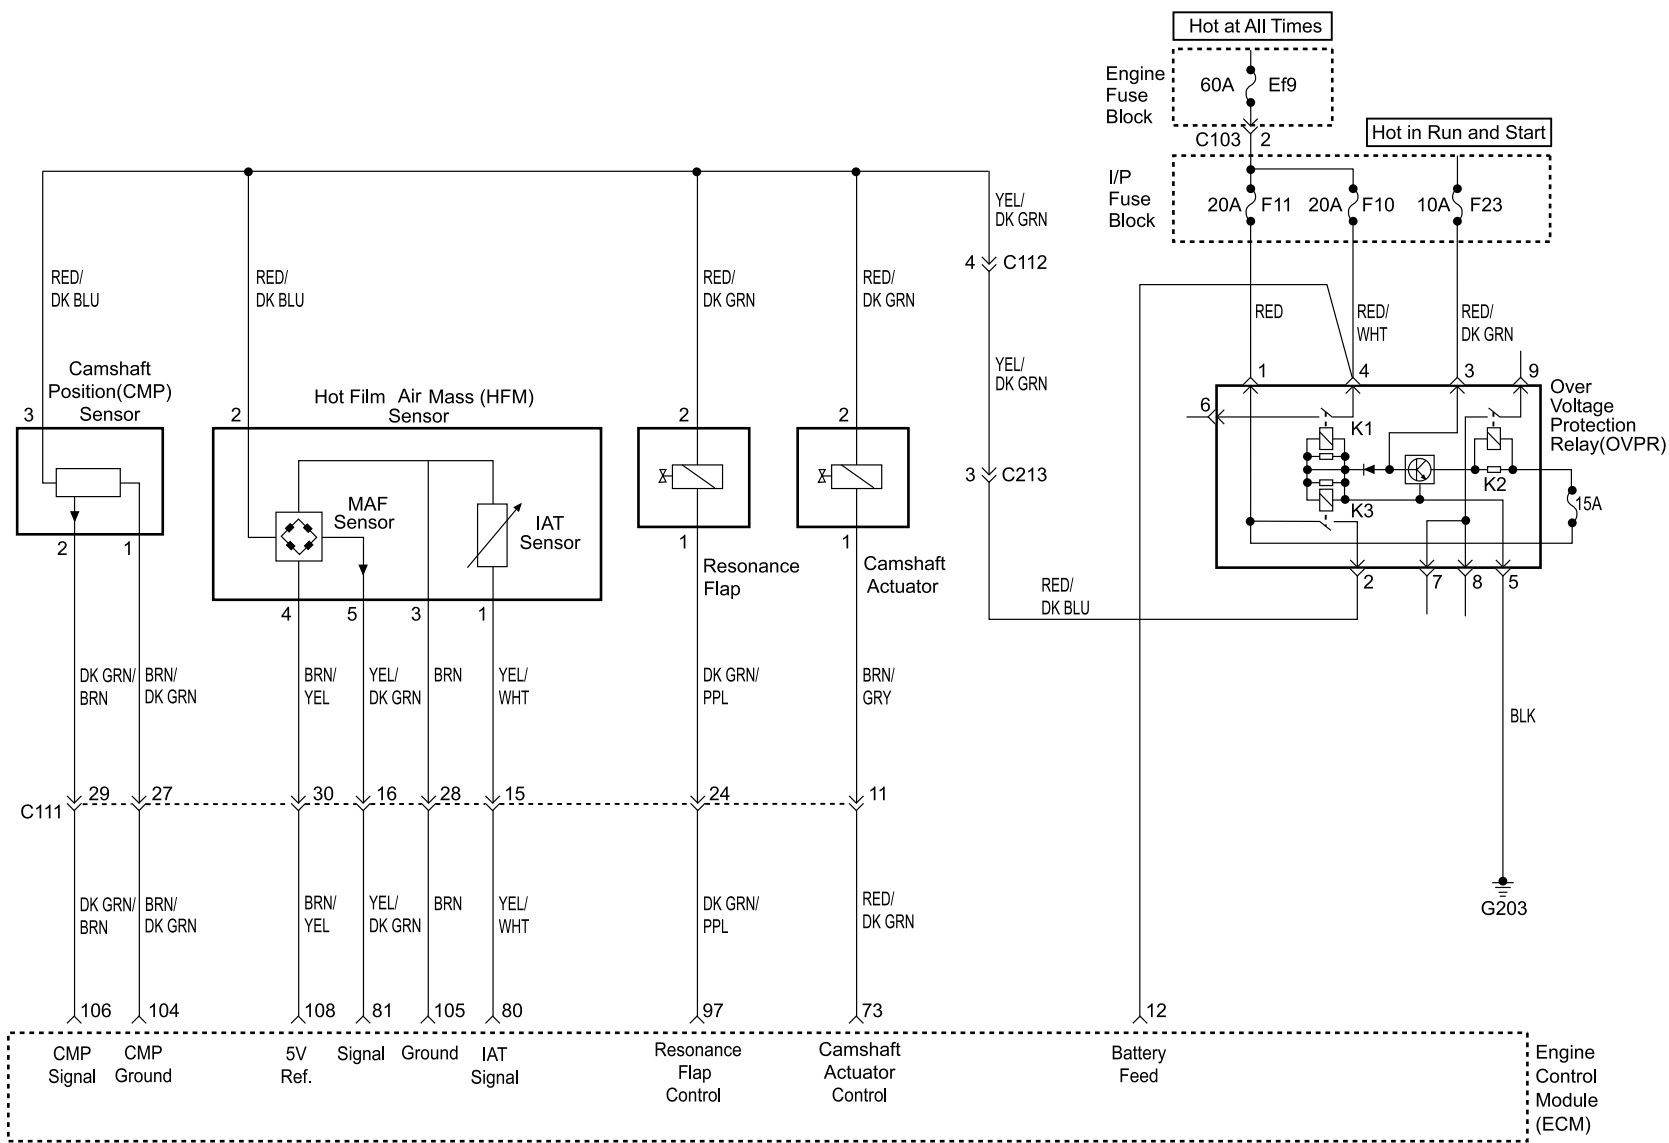 Hot at All Times
Engine
Fuse
Block
60A Ef9
C103 2
Hot in Run and Start
I/P
Fuse
Block
20A F11 20A F10 10A F23
YEL/
DK GRN
4 C112
RED/
DK BLU
RED/
DK BLU
RED/
DK GRN
RED/
DK GRN
RED
RED/
WHT
RED/
DK GRN
YEL/
DK GRN
1 4 3 9
Over
Voltage
Protection
Relay(OVPR)
6
K1
K2
K3
15A
2 7 8 5
3 C213
Camshaft
Position(CMP)
Sensor
3
2 1
Hot Film Air Mass (HFM)
Sensor
2
MAF
Sensor
IAT
Sensor
4 5 3 1
2
1
Resonance
Flap
2
1
Camshaft
Actuator
RED/
DK BLU
DK GRN/
BRN
BRN/
DK GRN
BRN/
YEL
YEL/
DK GRN
BRN
YEL/
WHT
DK GRN/
PPL
BRN/
GRY
BLK
C111
29 27 30 16 28 15 24 11
DK GRN/
BRN
BRN/
DK GRN
BRN/
YEL
YEL/
DK GRN
BRN
YEL/
WHT
DK GRN/
PPL
RED/
DK GRN
G203
106 104 108 81 105 80 97 73 12
CMP
Signal
CMP
Ground
5V
Ref.
Signal
Ground
IAT
Signal
Resonance
Flap
Control
Camshaft
Actuator
Control
Battery
Feed
Engine
Control
Module
(ECM)